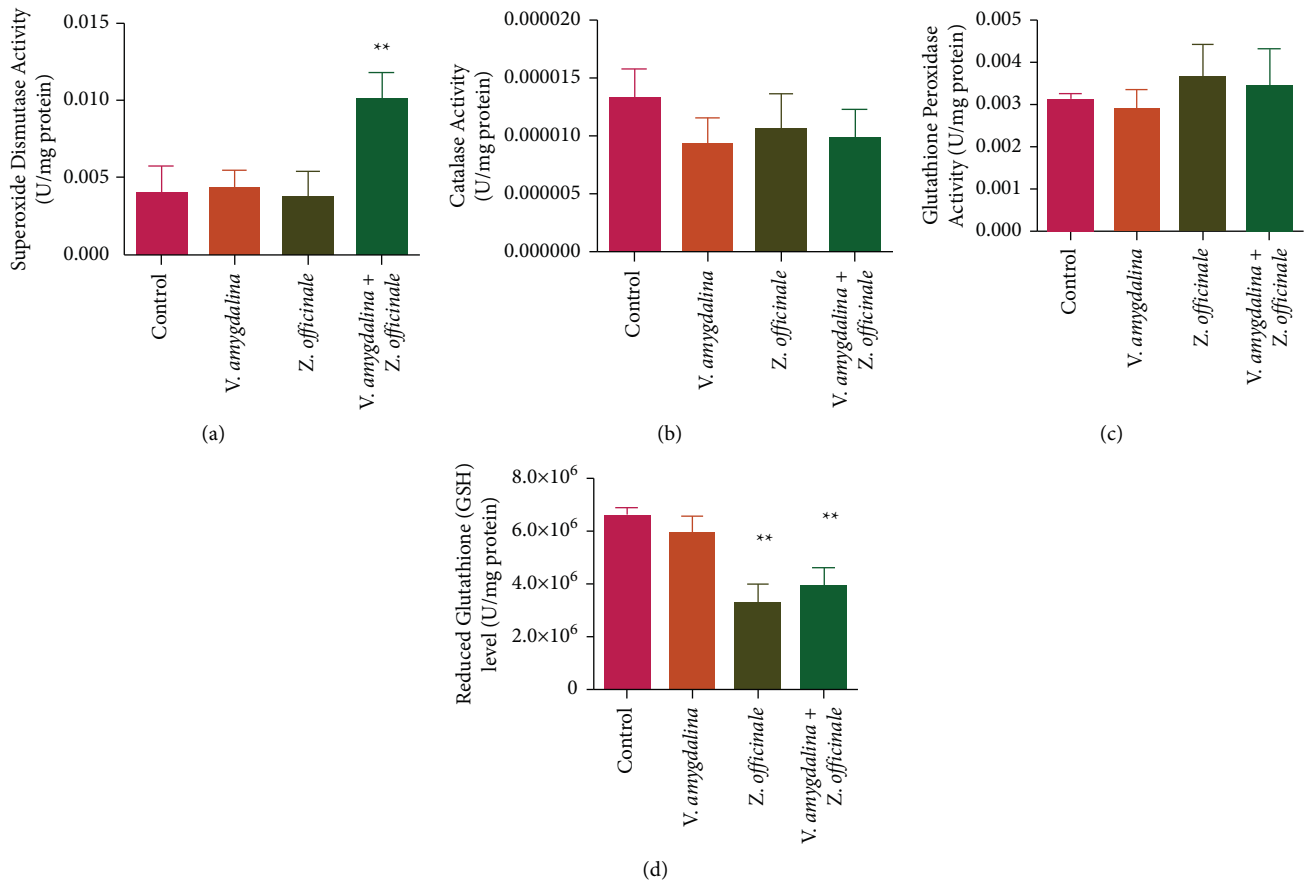 Superoxide Dismutase Activity
(U/mg protein)
0.015
0.010
0.005
0.000
**
Control
V. amygdalina
Z. officinale
V. amygdalina +
Z. officinale
(a)
Catalase Activity
(U/mg protein)
0.000020
0.000015
0.000010
0.000005
0.000000
Control
V. amygdalina
Z. officinale
V. amygdalina +
Z. officinale
(b)
Glutathione Peroxidase
Activity (U/mg protein)
0.005
0.004
0.003
0.002
0.001
0.000
Control
V. amygdalina
Z. officinale
V. amygdalina +
Z. officinale
(c)
Reduced Glutathione (GSH)
level (U/mg protein)
8.0×10⁶
6.0×10⁶
4.0×10⁶
2.0×10⁶
0
**
**
Control
V. amygdalina
Z. officinale
V. amygdalina +
Z. officinale
(d)